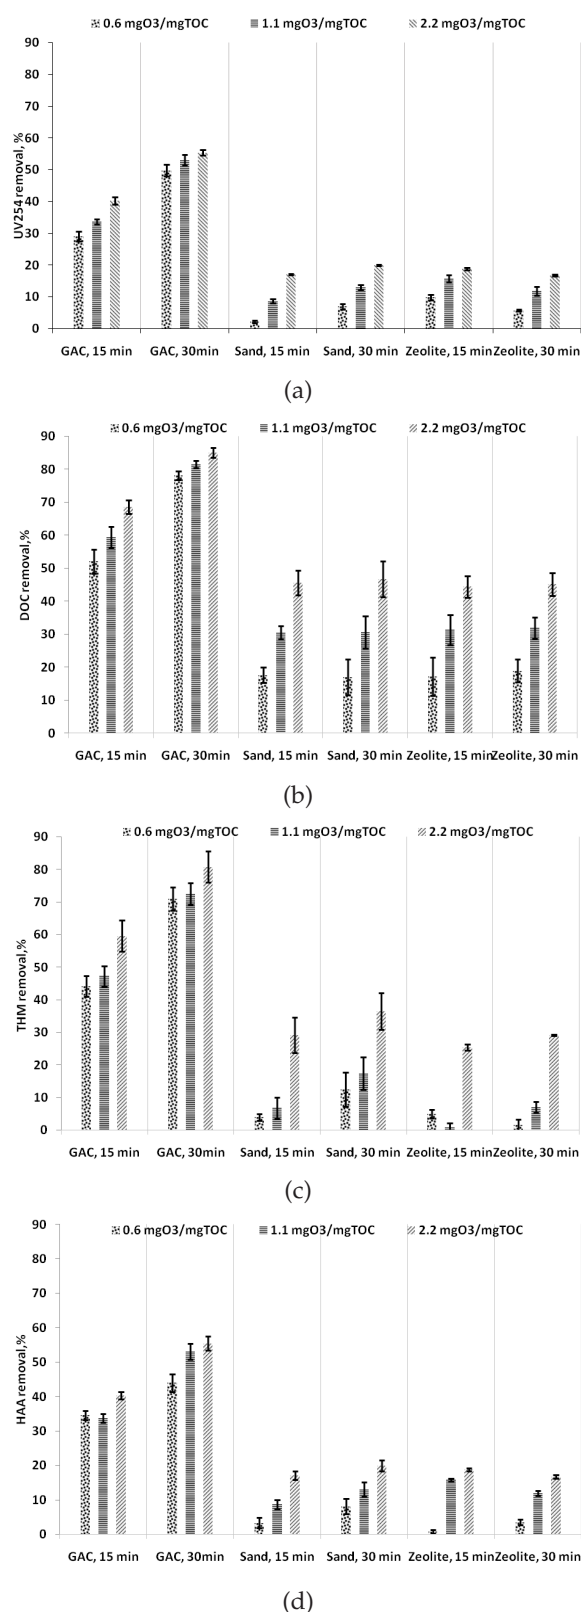 0.6 mgO3/mgTOC 1.1 mgO3/mgTOC 2.2 mgO3/mgTOC
90
80
70
60
50
40
30
20
10
0
UV254 removal, %
GAC, 15 min GAC, 30min Sand, 15 min Sand, 30 min Zeolite, 15 min Zeolite, 30 min
(a)
0.6 mgO3/mgTOC 1.1 mgO3/mgTOC 2.2 mgO3/mgTOC
90
80
70
60
50
40
30
20
10
0
DOC removal,%
GAC, 15 min GAC, 30min Sand, 15 min Sand, 30 min Zeolite, 15 min Zeolite, 30 min
(b)
0.6 mgO3/mgTOC 1.1 mgO3/mgTOC 2.2 mgO3/mgTOC
90
80
70
60
50
40
30
20
10
0
THM removal,%
GAC, 15 min GAC, 30min Sand, 15 min Sand, 30 min Zeolite, 15 min Zeolite, 30 min
(c)
0.6 mgO3/mgTOC 1.1 mgO3/mgTOC 2.2 mgO3/mgTOC
90
80
70
60
50
40
30
20
10
0
HAA removal,%
GAC, 15 min GAC, 30min Sand, 15 min Sand, 30 min Zeolite, 15 min Zeolite, 30 min
(d)